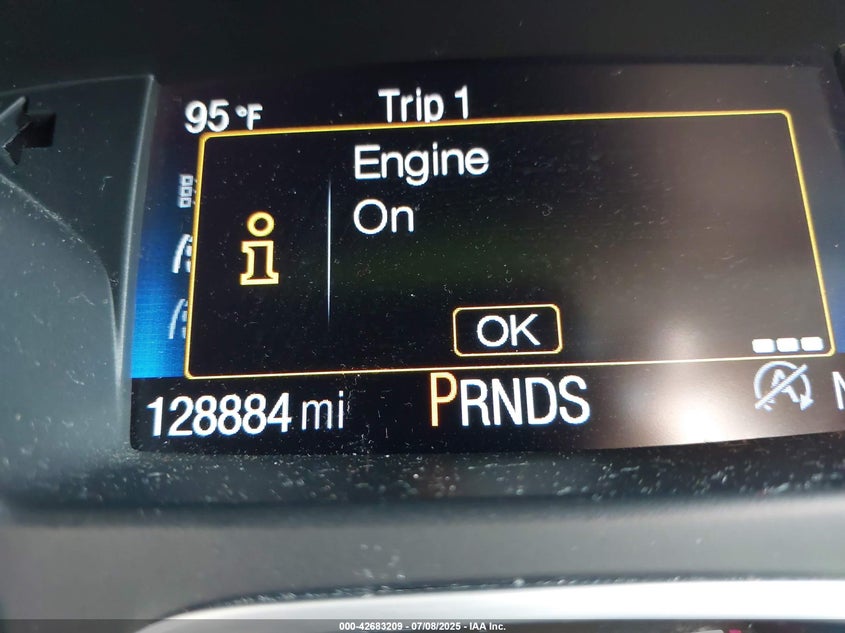 95 °F Trip 1
Engine
On
OK
128884 mi PRNDS
000-42683209 - 07/08/2025 - IAA Inc.